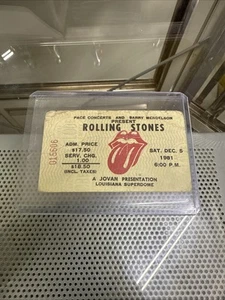 PACE CONCERTS AND BARRY MENDELSON
PRESENT
ROLLING STONES
ADM. PRICE
$17.50
SERV. CHG.
1.00
$18.50
(INCL. TAXES)
SAT. DEC. 5
1981
6:00 P.M.
A JOVAN PRESENTATION
LOUISIANA SUPERDOME